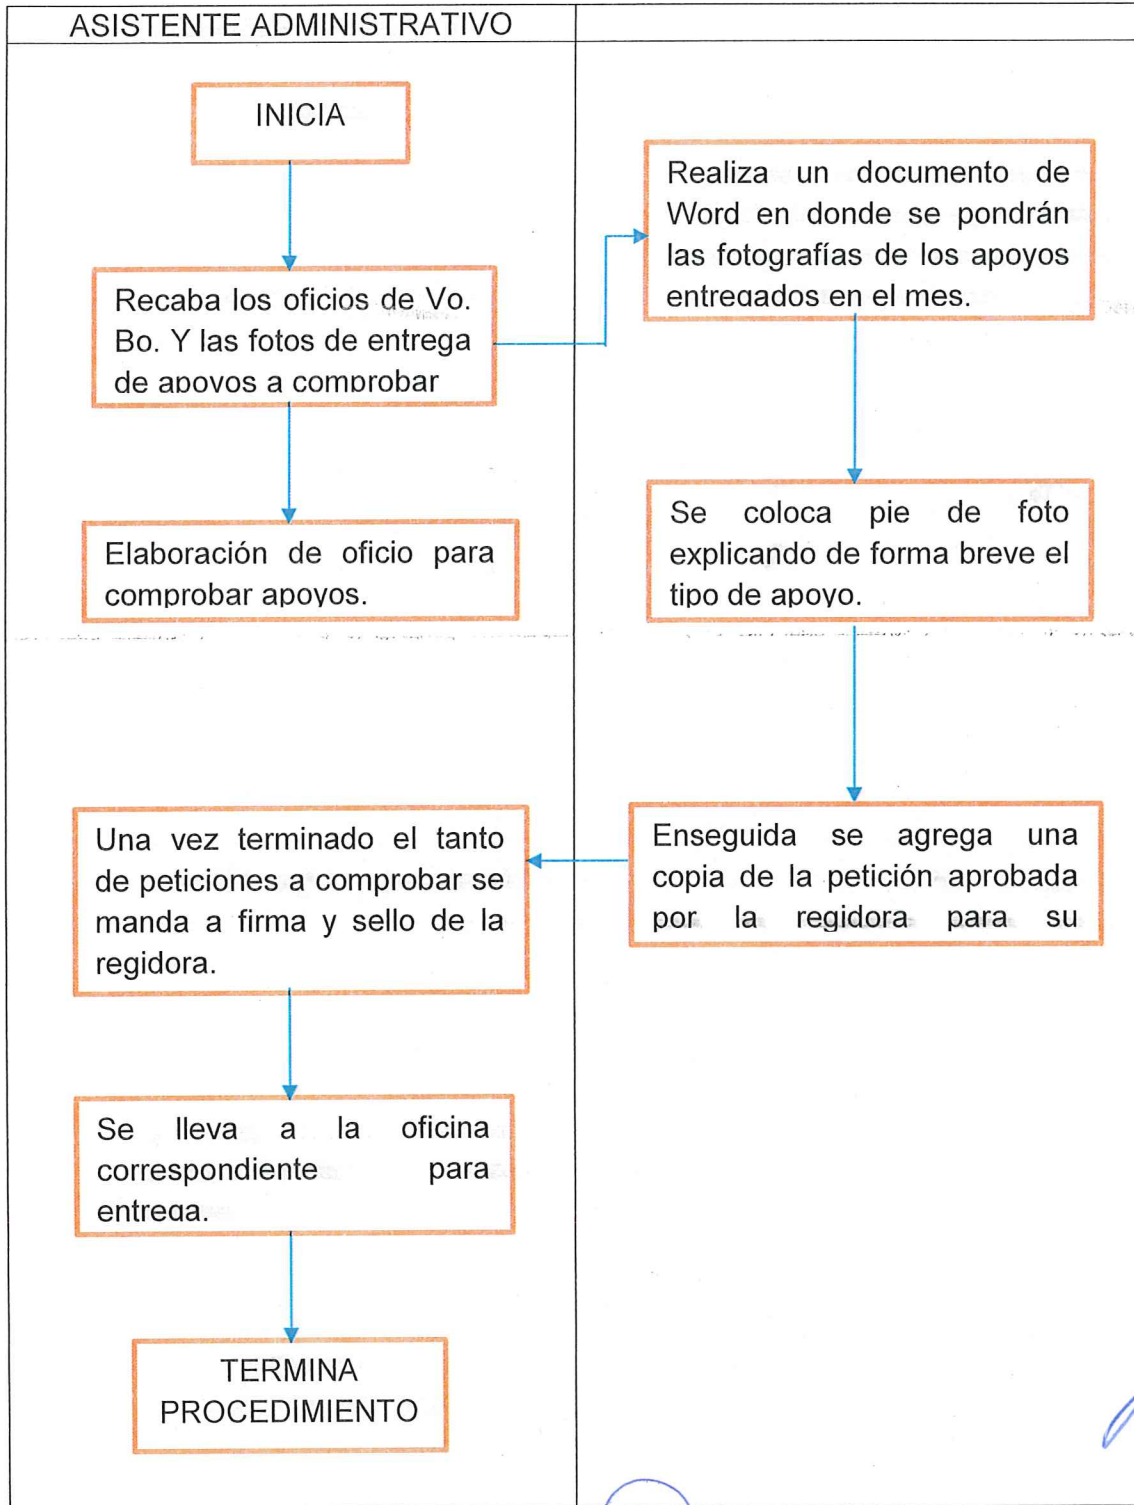 ASISTENTE ADMINISTRATIVO
INICIA
Recaba los oficios de Vo.
Bo. Y las fotos de entrega
de apoyos a comprobar
Elaboración de oficio para
comprobar apoyos.
Realiza un documento de
Word en donde se pondrán
las fotografías de los apoyos
entregados en el mes.
Se coloca pie de foto
explicando de forma breve el
tipo de apoyo.
Enseguida se agrega una
copia de la petición aprobada
por la regidora para su
Una vez terminado el tanto
de peticiones a comprobar se
manda a firma y sello de la
regidora.
Se lleva a la oficina
correspondiente para
entrega.
TERMINA
PROCEDIMIENTO